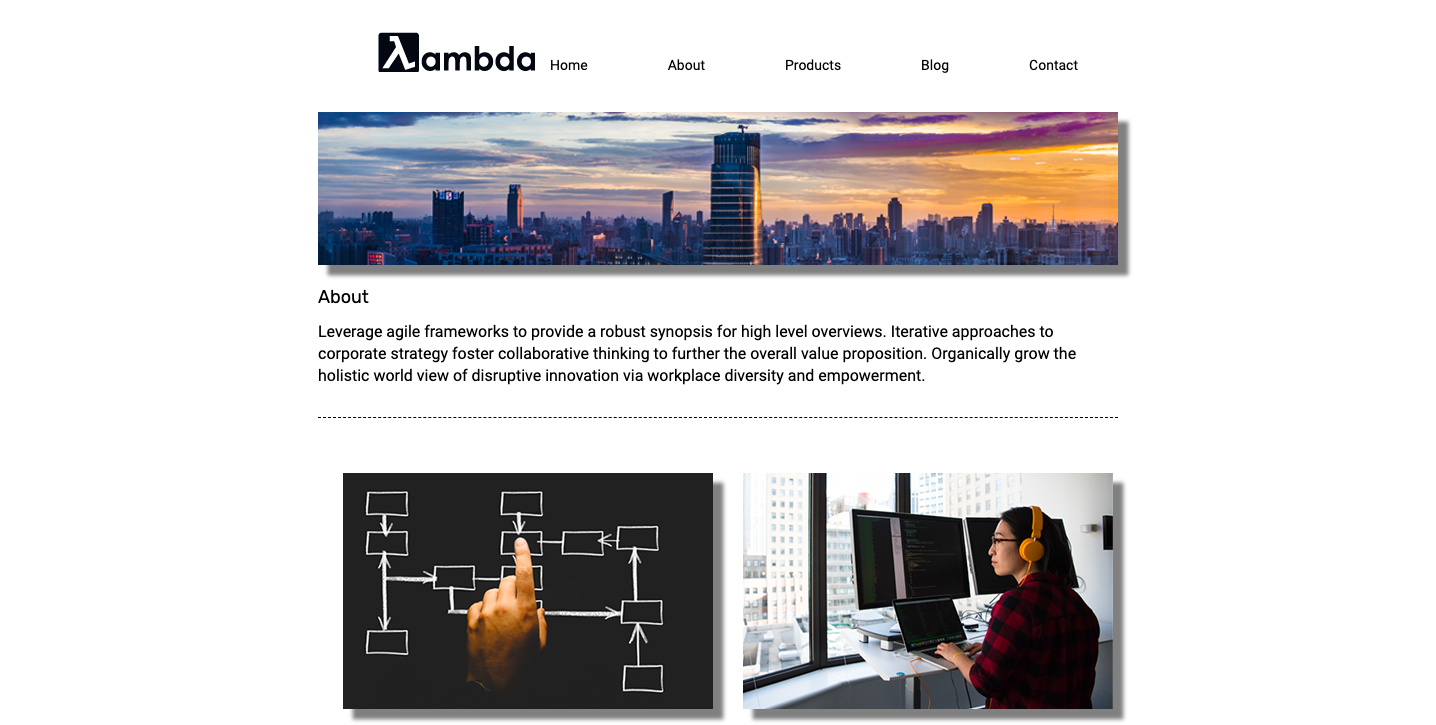 λambda
Home About Products Blog Contact
About
Leverage agile frameworks to provide a robust synopsis for high level overviews. Iterative approaches to
corporate strategy foster collaborative thinking to further the overall value proposition. Organically grow the
holistic world view of disruptive innovation via workplace diversity and empowerment.